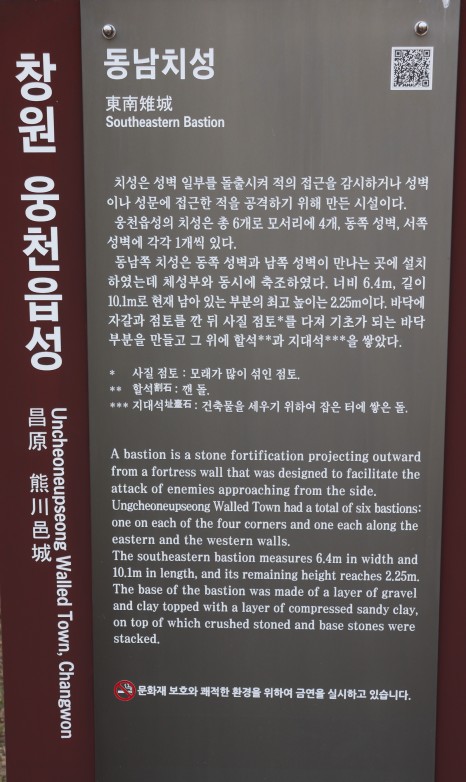 창원 웅천읍성
昌原 熊川邑城
Uncheoneupseong Walled Town, Changwon
동남치성
東南雉城
Southeastern Bastion
치성은 성벽 일부를 돌출시켜 적의 접근을 감시하거나 성벽
이나 성문에 접근한 적을 공격하기 위해 만든 시설이다.
웅천읍성의 치성은 총 6개로 모서리에 4개, 동쪽 성벽, 서쪽
성벽에 각각 1개씩 있다.
동남쪽 치성은 동쪽 성벽과 남쪽 성벽이 만나는 곳에 설치
하였는데 체성부와 동시에 축조하였다. 너비 6.4m, 길이
10.1m로 현재 남아 있는 부분의 최고 높이는 2.25m이다. 바닥에
자갈과 점토를 깐 뒤 사질 점토*를 다져 기초가 되는 바닥
부분을 만들고 그 위에 할석**과 지대석***을 쌓았다.
* 사질 점토 : 모래가 많이 섞인 점토.
** 할석割石 : 깬 돌.
*** 지대석址臺石 : 건축물을 세우기 위하여 잡은 터에 쌓은 돌.
A bastion is a stone fortification projecting outward
from a fortress wall that was designed to facilitate the
attack of enemies approaching from the side.
Ungcheoneupseong Walled Town had a total of six bastions:
one on each of the four corners and one each along the
eastern and the western walls.
The southeastern bastion measures 6.4m in width and
10.1m in length, and its remaining height reaches 2.25m.
The base of the bastion was made of a layer of gravel
and clay topped with a layer of compressed sandy clay,
on top of which crushed stoned and base stones were
stacked.
문화재 보호와 쾌적한 환경을 위하여 금연을 실시하고 있습니다.